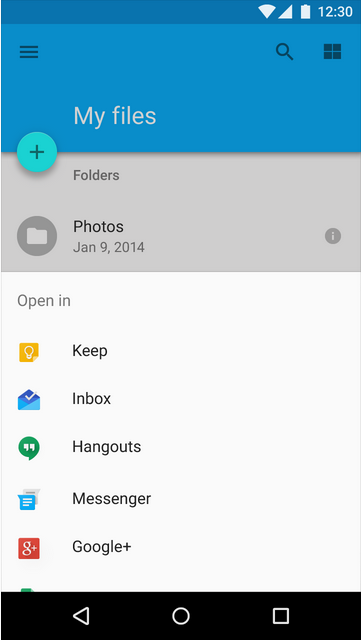 12:30
My files
Folders
Photos
Jan 9, 2014
Open in
Keep
Inbox
Hangouts
Messenger
g+ Google+